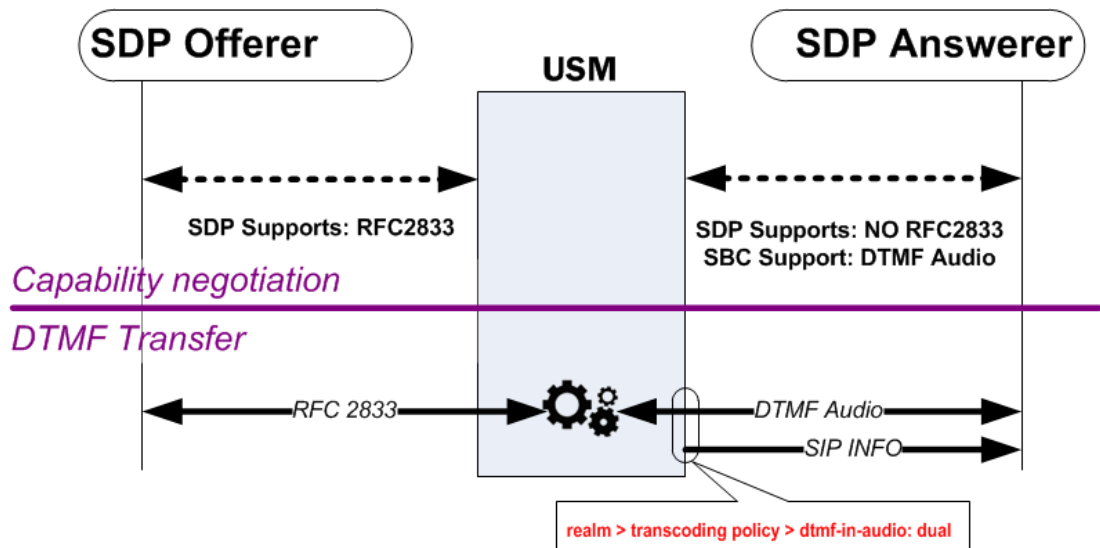 SDP Offerer
SDP Answerer
USM
SDP Supports: RFC2833
SDP Supports: NO RFC2833
SBC Support: DTMF Audio
Capability negotiation
DTMF Transfer
RFC 2833
DTMF Audio
SIP INFO
realm > transcoding policy > dtmf-in-audio: dual